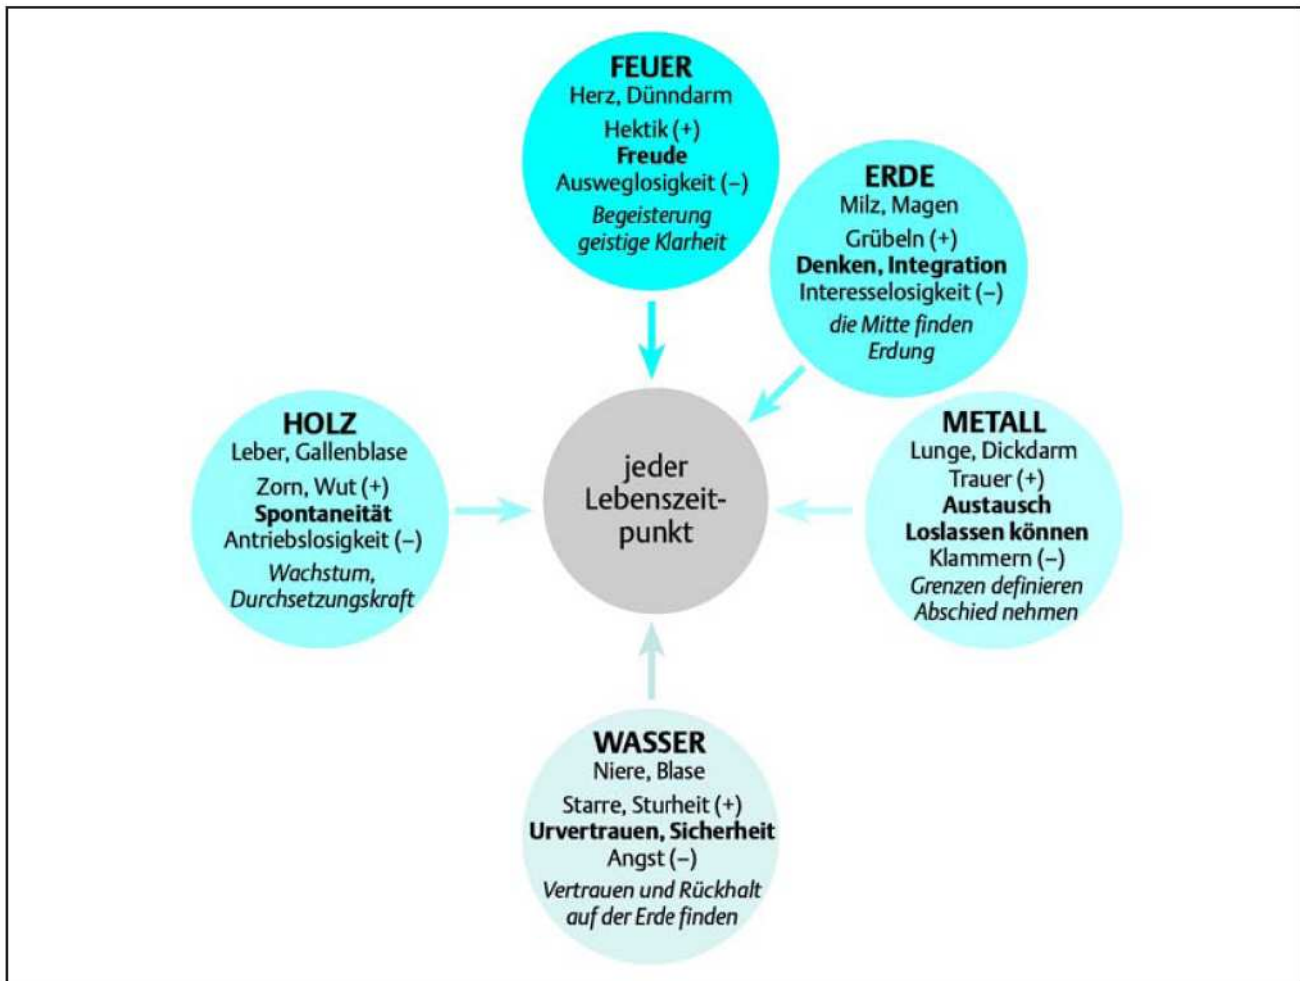 FEUER
Herz, Dünndarm
Hektik (+)
Freude
Ausweglosigkeit (–)
Begeisterung
geistige Klarheit
ERDE
Milz, Magen
Grübeln (+)
Denken, Integration
Interesselosigkeit (–)
die Mitte finden
Erdung
METALL
Lunge, Dickdarm
Trauer (+)
Austausch
Loslassen können
Klammern (–)
Grenzen definieren
Abschied nehmen
WASSER
Niere, Blase
Starre, Sturheit (+)
Urvertrauen, Sicherheit
Angst (–)
Vertrauen und Rückhalt
auf der Erde finden
HOLZ
Leber, Gallenblase
Zorn, Wut (+)
Spontaneität
Antriebslosigkeit (–)
Wachstum,
Durchsetzungskraft
jeder
Lebenszeit-
punkt